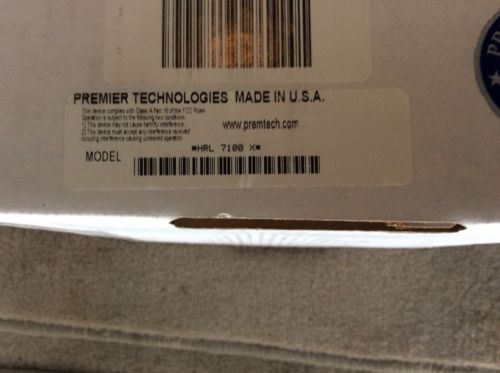 PREMIER TECHNOLOGIES MADE IN U.S.A.
This device complies with Class A Part 15 of the FCC Rules.
Operation is subject to the following two conditions
1) This device may not cause harmful interference
2) This device must accept any interference received
including interference causing undesired operation
www.premtech.com
MODEL
*HRL 7100 X*